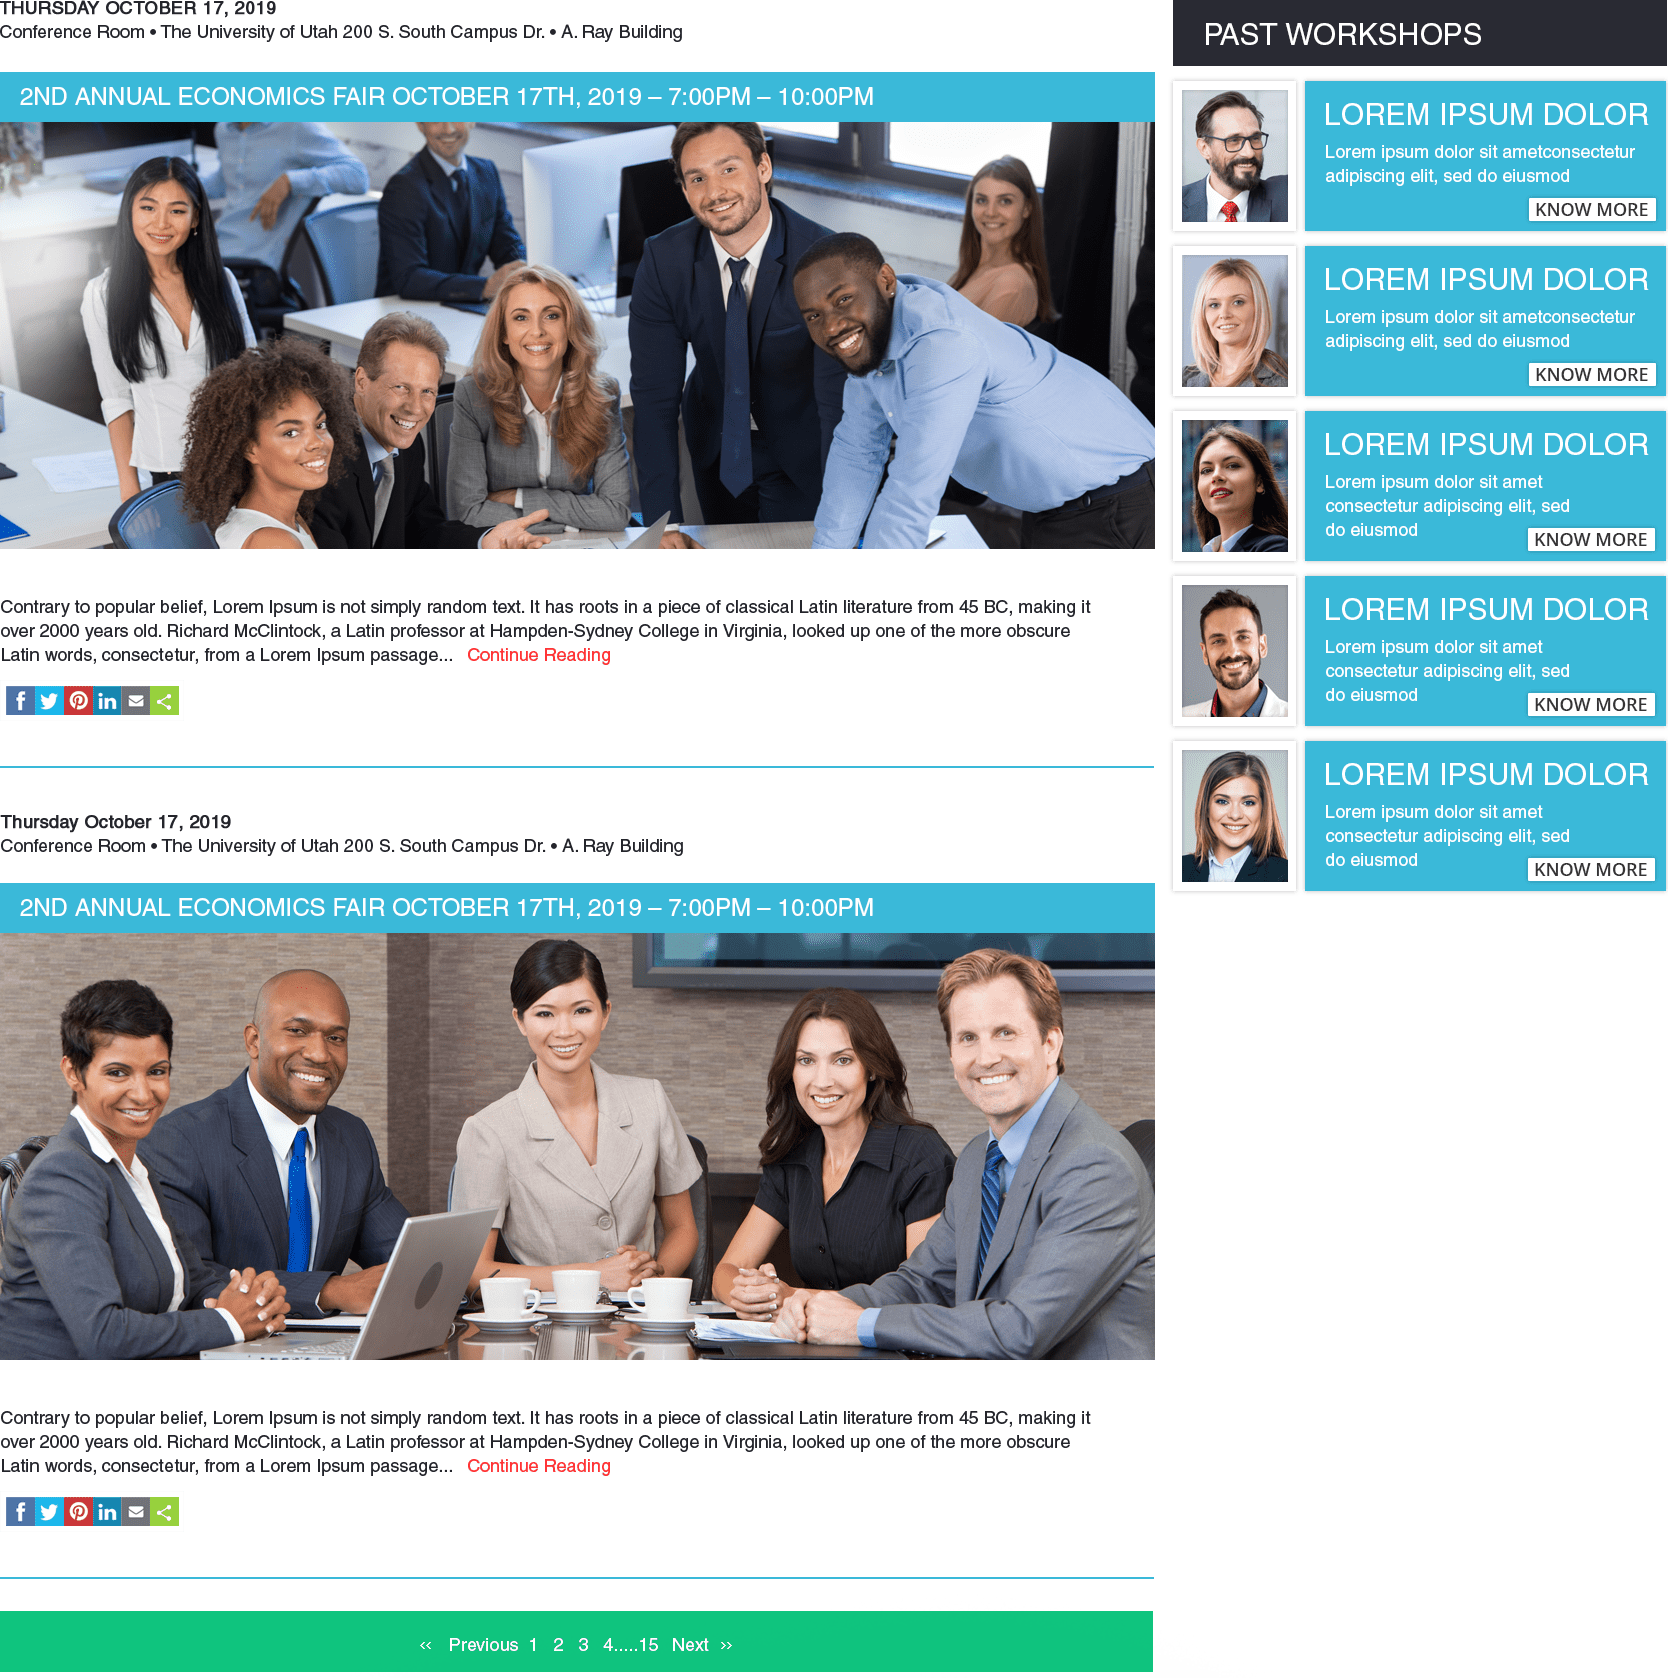 THURSDAY OCTOBER 17, 2019
Conference Room • The University of Utah 200 S. South Campus Dr. • A. Ray Building
2ND ANNUAL ECONOMICS FAIR OCTOBER 17TH, 2019 – 7:00PM – 10:00PM
Contrary to popular belief, Lorem Ipsum is not simply random text. It has roots in a piece of classical Latin literature from 45 BC, making it
over 2000 years old. Richard McClintock, a Latin professor at Hampden-Sydney College in Virginia, looked up one of the more obscure
Latin words, consectetur, from a Lorem Ipsum passage... Continue Reading
Thursday October 17, 2019
Conference Room • The University of Utah 200 S. South Campus Dr. • A. Ray Building
2ND ANNUAL ECONOMICS FAIR OCTOBER 17TH, 2019 – 7:00PM – 10:00PM
Contrary to popular belief, Lorem Ipsum is not simply random text. It has roots in a piece of classical Latin literature from 45 BC, making it
over 2000 years old. Richard McClintock, a Latin professor at Hampden-Sydney College in Virginia, looked up one of the more obscure
Latin words, consectetur, from a Lorem Ipsum passage... Continue Reading
‹‹ Previous 1 2 3 4.....15 Next ››
PAST WORKSHOPS
LOREM IPSUM DOLOR
Lorem ipsum dolor sit ametconsectetur
adipiscing elit, sed do eiusmod
KNOW MORE
LOREM IPSUM DOLOR
Lorem ipsum dolor sit ametconsectetur
adipiscing elit, sed do eiusmod
KNOW MORE
LOREM IPSUM DOLOR
Lorem ipsum dolor sit amet
consectetur adipiscing elit, sed
do eiusmod
KNOW MORE
LOREM IPSUM DOLOR
Lorem ipsum dolor sit amet
consectetur adipiscing elit, sed
do eiusmod
KNOW MORE
LOREM IPSUM DOLOR
Lorem ipsum dolor sit amet
consectetur adipiscing elit, sed
do eiusmod
KNOW MORE